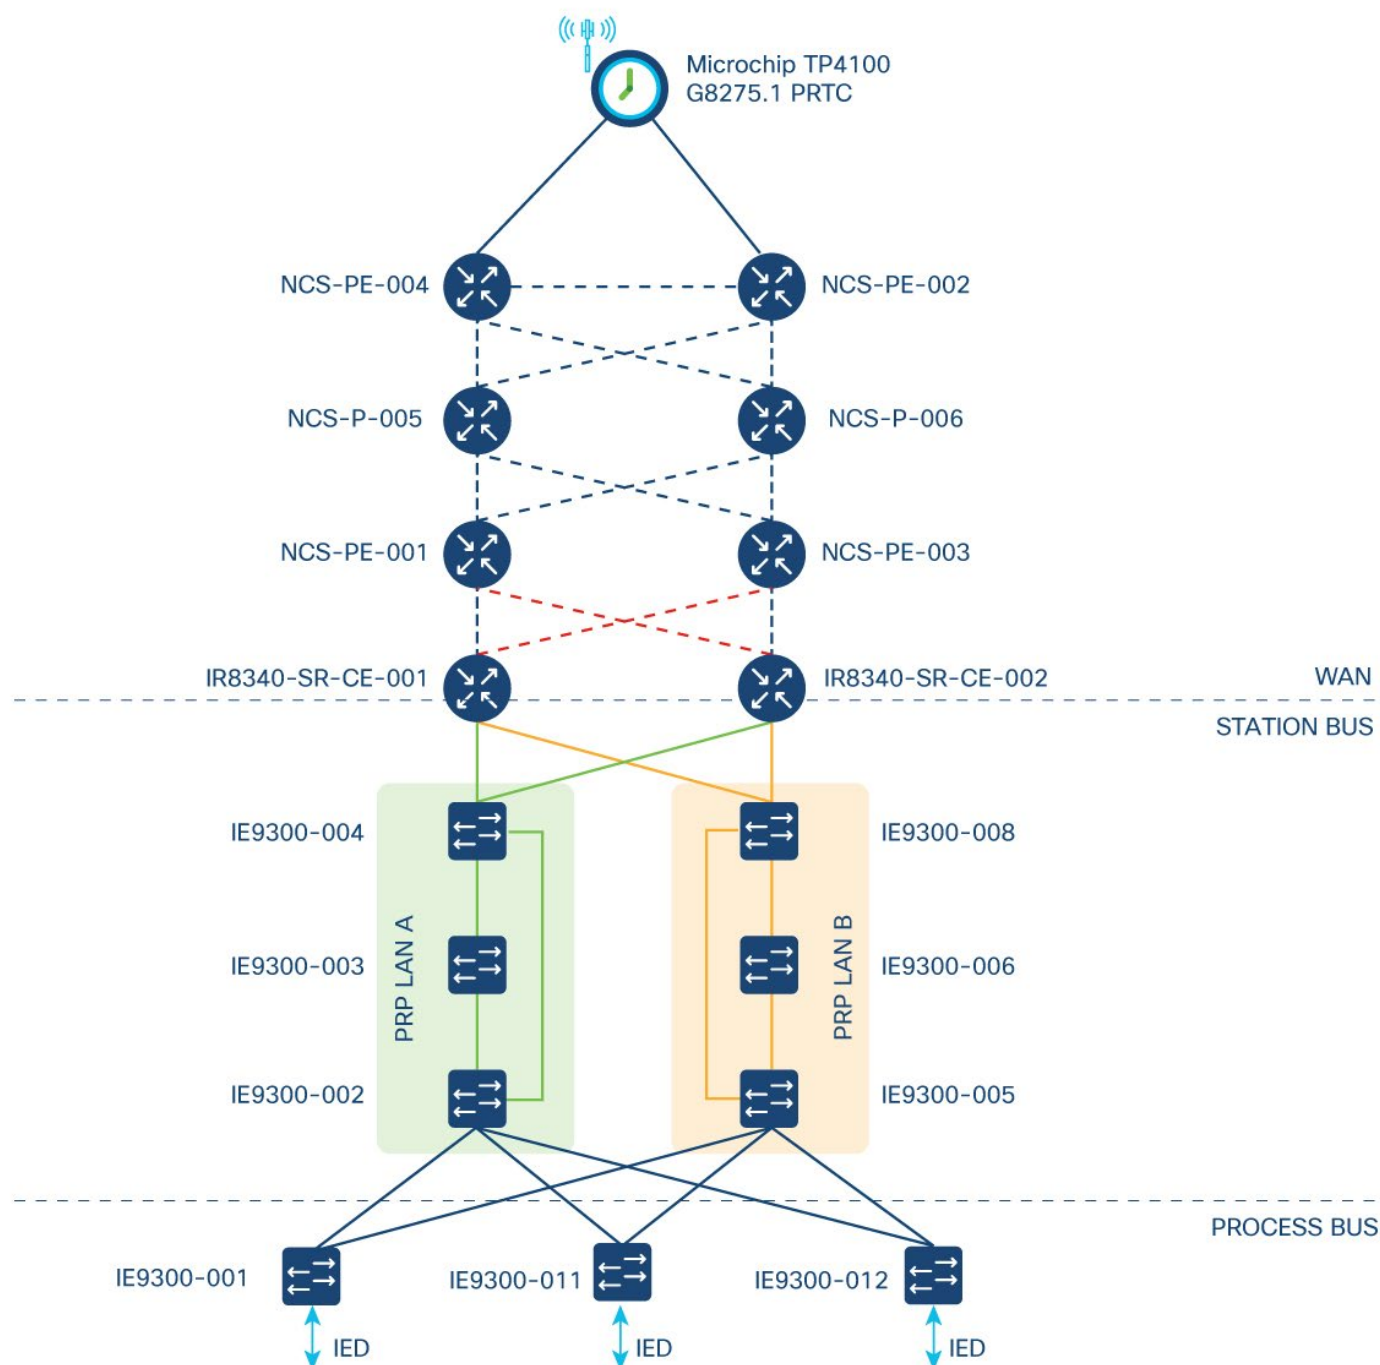 Microchip TP4100
G8275.1 PRTC
NCS-PE-004
NCS-PE-002
NCS-P-005
NCS-P-006
NCS-PE-001
NCS-PE-003
IR8340-SR-CE-001
IR8340-SR-CE-002
WAN
STATION BUS
IE9300-004
IE9300-008
PRP LAN A
PRP LAN B
IE9300-003
IE9300-006
IE9300-002
IE9300-005
PROCESS BUS
IE9300-001
IE9300-011
IE9300-012
IED
IED
IED